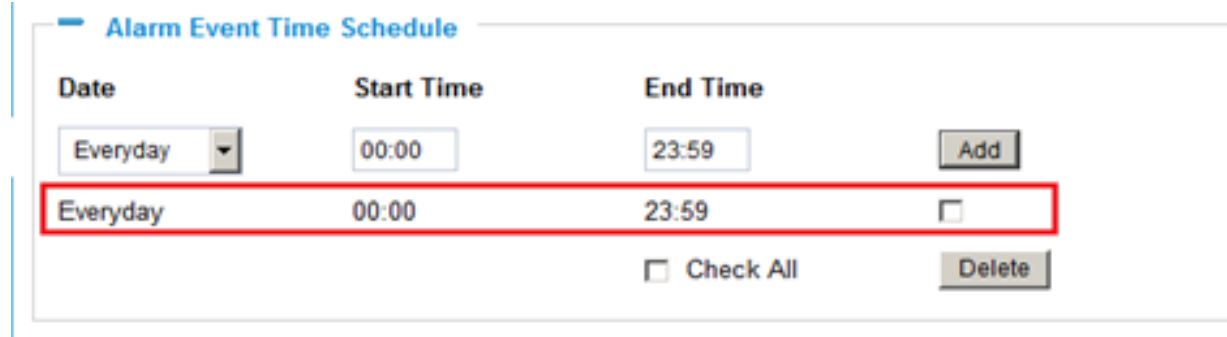 Alarm Event Time Schedule
Date Start Time End Time
Everyday 00:00 23:59 Add
Everyday 00:00 23:59
Check All Delete